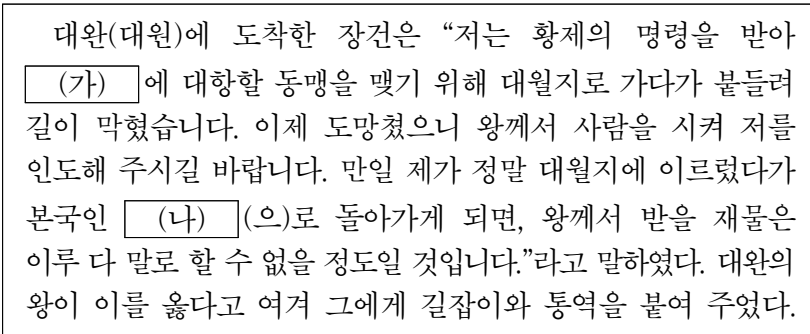 대완(대원)에 도착한 장건은 “저는 황제의 명령을 받아
(가) 에 대항할 동맹을 맺기 위해 대월지로 가다가 붙들려
길이 막혔습니다. 이제 도망쳤으니 왕께서 사람을 시켜 저를
인도해 주시길 바랍니다. 만일 제가 정말 대월지에 이르렀다가
본국인 (나) (으)로 돌아가게 되면, 왕께서 받을 재물은
이루 다 말로 할 수 없을 정도일 것입니다.”라고 말하였다. 대완의
왕이 이를 옳다고 여겨 그에게 길잡이와 통역을 붙여 주었다.